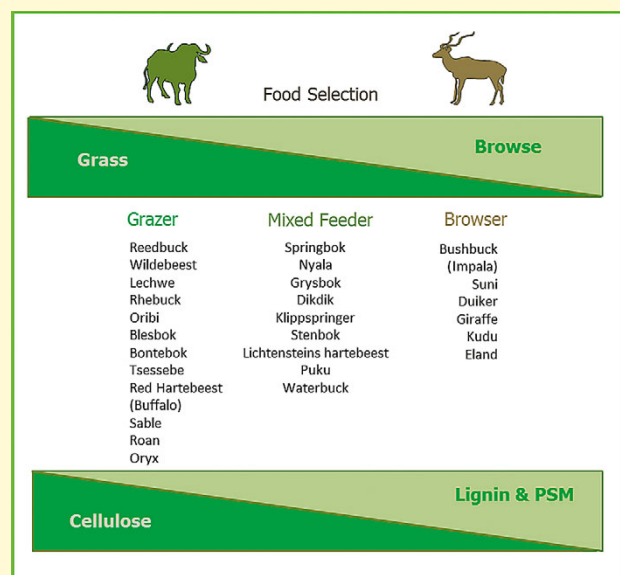 Food Selection
Grass
Browse
Grazer
Reedbuck
Wildebeest
Lechwe
Rhebuck
Oribi
Blesbok
Bontebok
Tsessebe
Red Hartebeest
(Buffalo)
Sable
Roan
Oryx
Mixed Feeder
Springbok
Nyala
Grysbok
Dikdik
Klippspringer
Stenbok
Lichtensteins hartebeest
Puku
Waterbuck
Browser
Bushbuck
(Impala)
Suni
Duiker
Giraffe
Kudu
Eland
Cellulose
Lignin & PSM